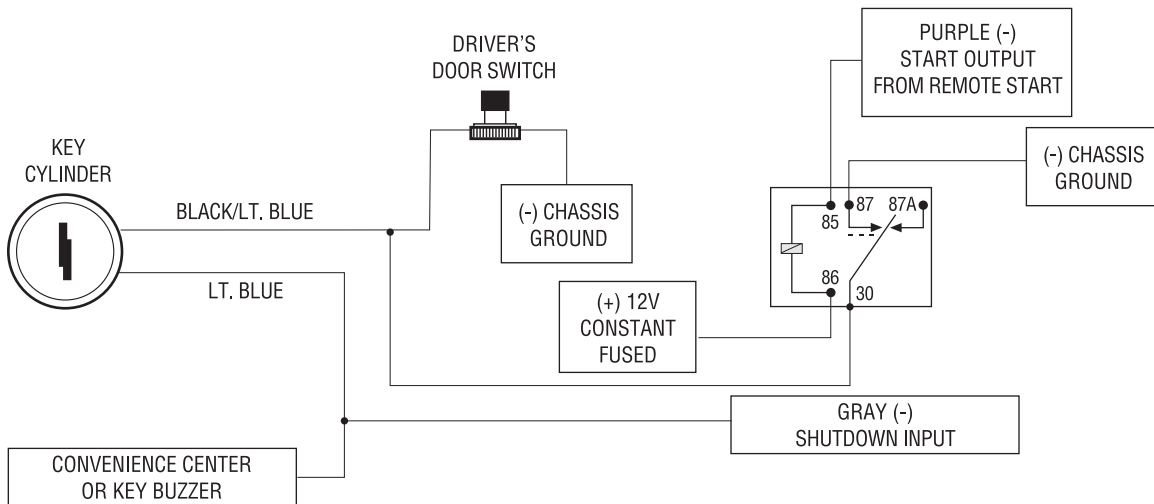 PURPLE (-)
START OUTPUT
FROM REMOTE START
DRIVER'S
DOOR SWITCH
KEY
CYLINDER
(-) CHASSIS
GROUND
BLACK/LT. BLUE
(-) CHASSIS
GROUND
87
87A
85
LT. BLUE
86
30
(+) 12V
CONSTANT
FUSED
GRAY (-)
SHUTDOWN INPUT
CONVENIENCE CENTER
OR KEY BUZZER